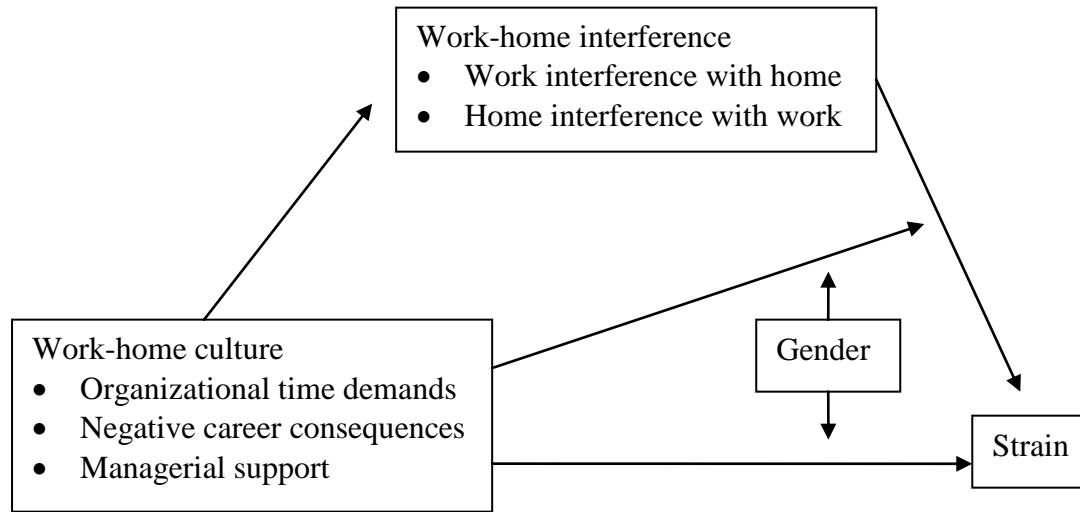 Work-home interference
• Work interference with home
• Home interference with work
Work-home culture
• Organizational time demands
• Negative career consequences
• Managerial support
Gender
Strain